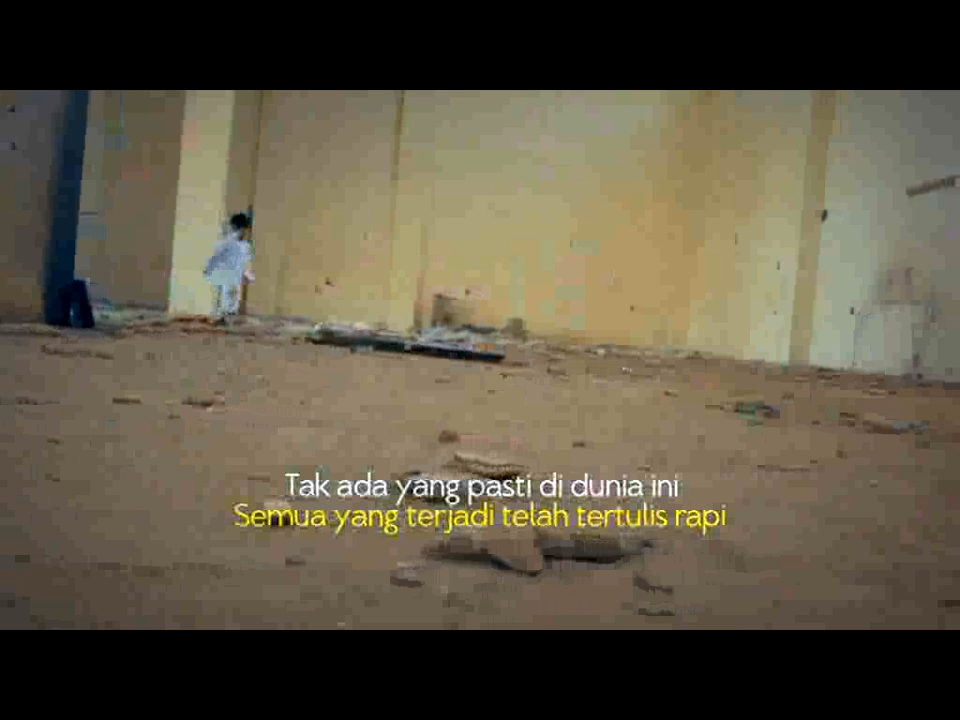 Tak ada yang pasti di dunia ini
Semua yang terjadi telah tertulis rapi